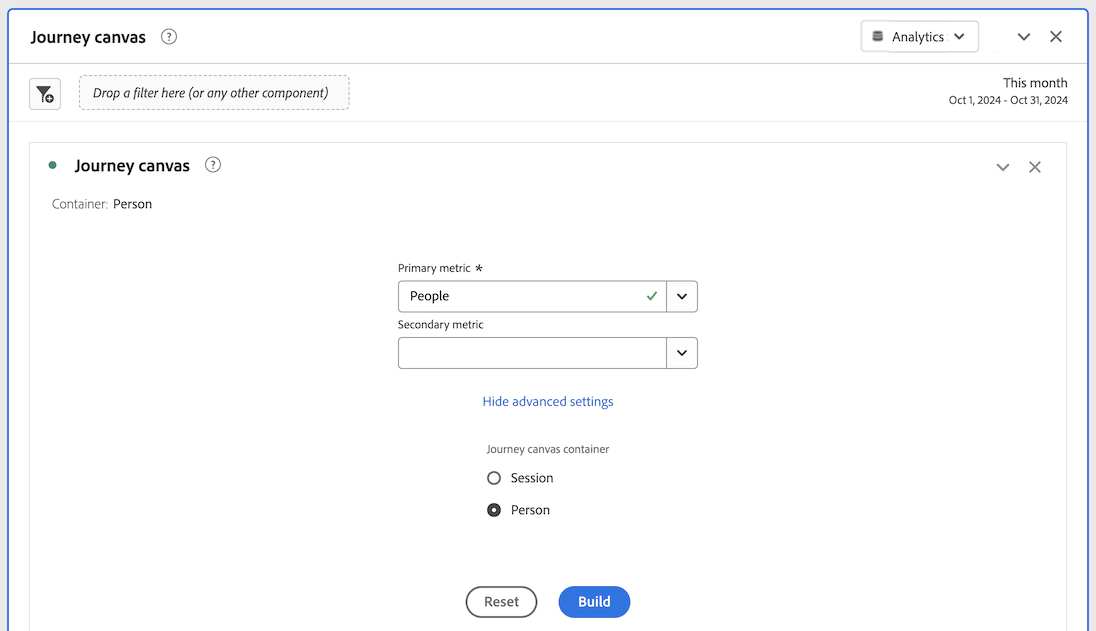 Journey canvas ?
Analytics
Drop a filter here (or any other component)
This month
Oct 1, 2024 - Oct 31, 2024
Journey canvas ?
Container: Person
Primary metric *
People
Secondary metric
Hide advanced settings
Journey canvas container
Session
Person
Reset Build